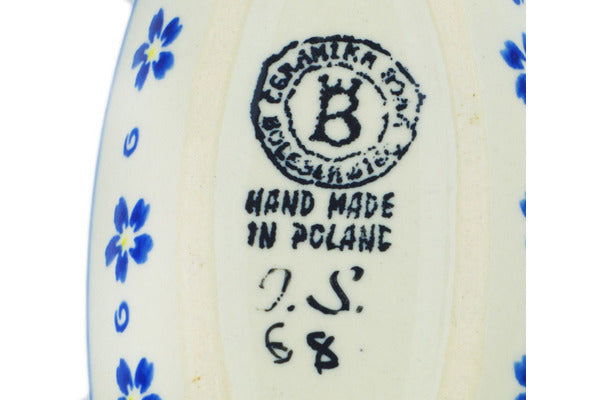 CERAMIKA
BOLESŁAWIEC
B
HAND MADE
IN POLAND
J.S.
68